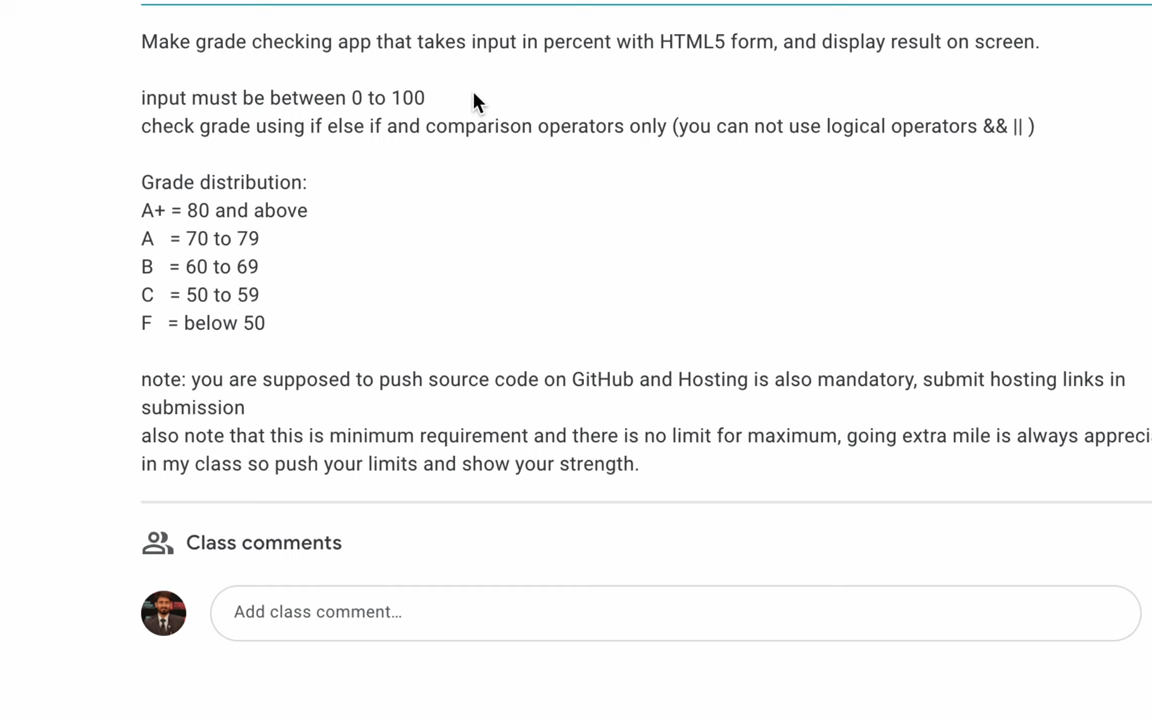 Make grade checking app that takes input in percent with HTML5 form, and display result on screen.
input must be between 0 to 100
check grade using if else if and comparison operators only (you can not use logical operators && || )
Grade distribution:
A+ = 80 and above
A = 70 to 79
B = 60 to 69
C = 50 to 59
F = below 50
note: you are supposed to push source code on GitHub and Hosting is also mandatory, submit hosting links in
submission
also note that this is minimum requirement and there is no limit for maximum, going extra mile is always appreci
in my class so push your limits and show your strength.
Class comments
Add class comment…